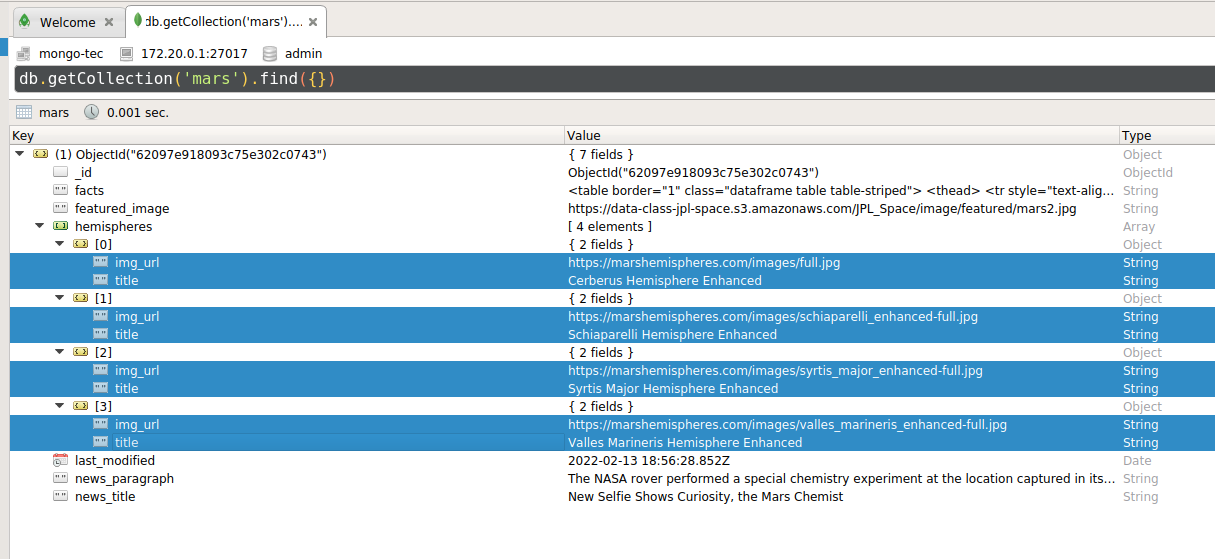 Welcome db.getCollection('mars')....
mongo-tec 172.20.0.1:27017 admin
db.getCollection('mars').find({})
mars 0.001 sec.
Key Value Type
(1) ObjectId("62097e918093c75e302c0743") { 7 fields } Object
_id ObjectId("62097e918093c75e302c0743") ObjectId
facts <table border="1" class="dataframe table table-striped"> <thead> <tr style="text-alig... String
featured_image https://data-class-jpl-space.s3.amazonaws.com/JPL_Space/image/featured/mars2.jpg String
hemispheres [ 4 elements ] Array
[0] { 2 fields } Object
img_url https://marshemispheres.com/images/full.jpg String
title Cerberus Hemisphere Enhanced String
[1] { 2 fields } Object
img_url https://marshemispheres.com/images/schiaparelli_enhanced-full.jpg String
title Schiaparelli Hemisphere Enhanced String
[2] { 2 fields } Object
img_url https://marshemispheres.com/images/syrtis_major_enhanced-full.jpg String
title Syrtis Major Hemisphere Enhanced String
[3] { 2 fields } Object
img_url https://marshemispheres.com/images/valles_marineris_enhanced-full.jpg String
title Valles Marineris Hemisphere Enhanced String
last_modified 2022-02-13 18:56:28.852Z Date
news_paragraph The NASA rover performed a special chemistry experiment at the location captured in its... String
news_title New Selfie Shows Curiosity, the Mars Chemist String